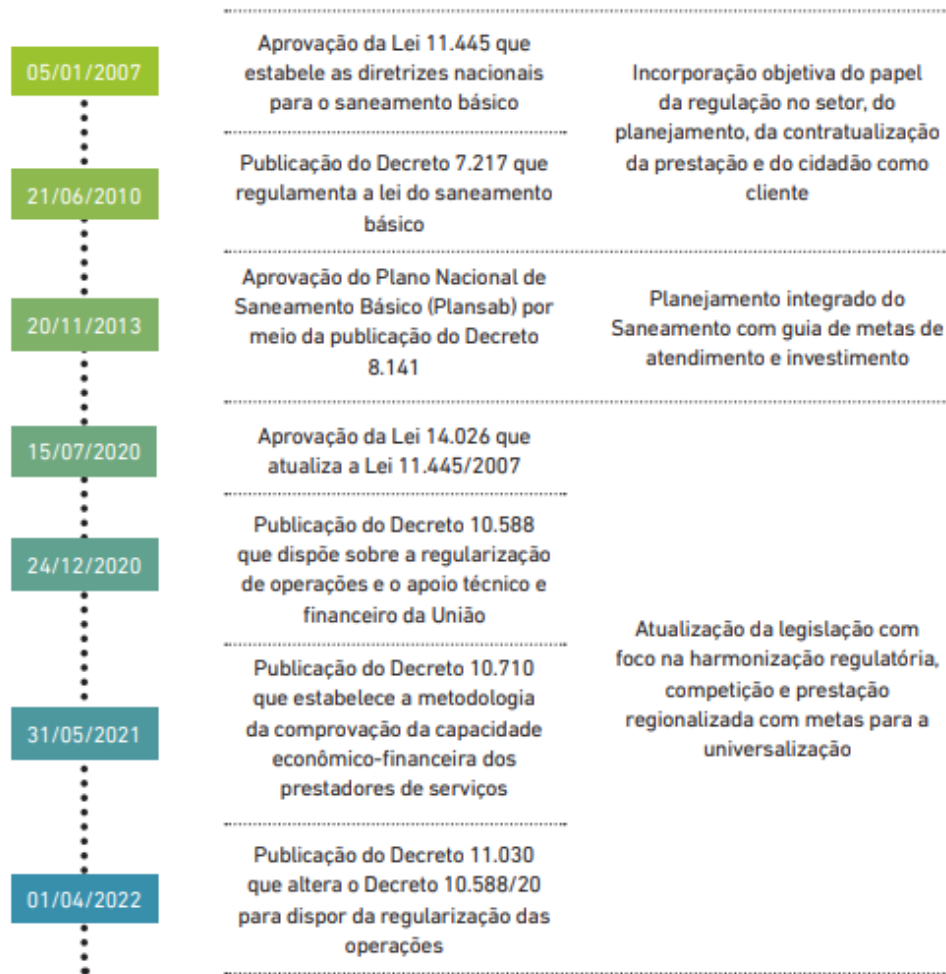 05/01/2007
Aprovação da Lei 11.445 que
estabele as diretrizes nacionais
para o saneamento básico
Incorporação objetiva do papel
da regulação no setor, do
planejamento, da contratualização
da prestação e do cidadão como
cliente
21/06/2010
Publicação do Decreto 7.217 que
regulamenta a lei do saneamento
básico
20/11/2013
Aprovação do Plano Nacional de
Saneamento Básico (Plansab) por
meio da publicação do Decreto
8.141
Planejamento integrado do
Saneamento com guia de metas de
atendimento e investimento
15/07/2020
Aprovação da Lei 14.026 que
atualiza a Lei 11.445/2007
24/12/2020
Publicação do Decreto 10.588
que dispõe sobre a regularização
de operações e o apoio técnico e
financeiro da União
31/05/2021
Publicação do Decreto 10.710
que estabelece a metodologia
da comprovação da capacidade
econômico-financeira dos
prestadores de serviços
Atualização da legislação com
foco na harmonização regulatória,
competição e prestação
regionalizada com metas para a
universalização
01/04/2022
Publicação do Decreto 11.030
que altera o Decreto 10.588/20
para dispor da regularização das
operações